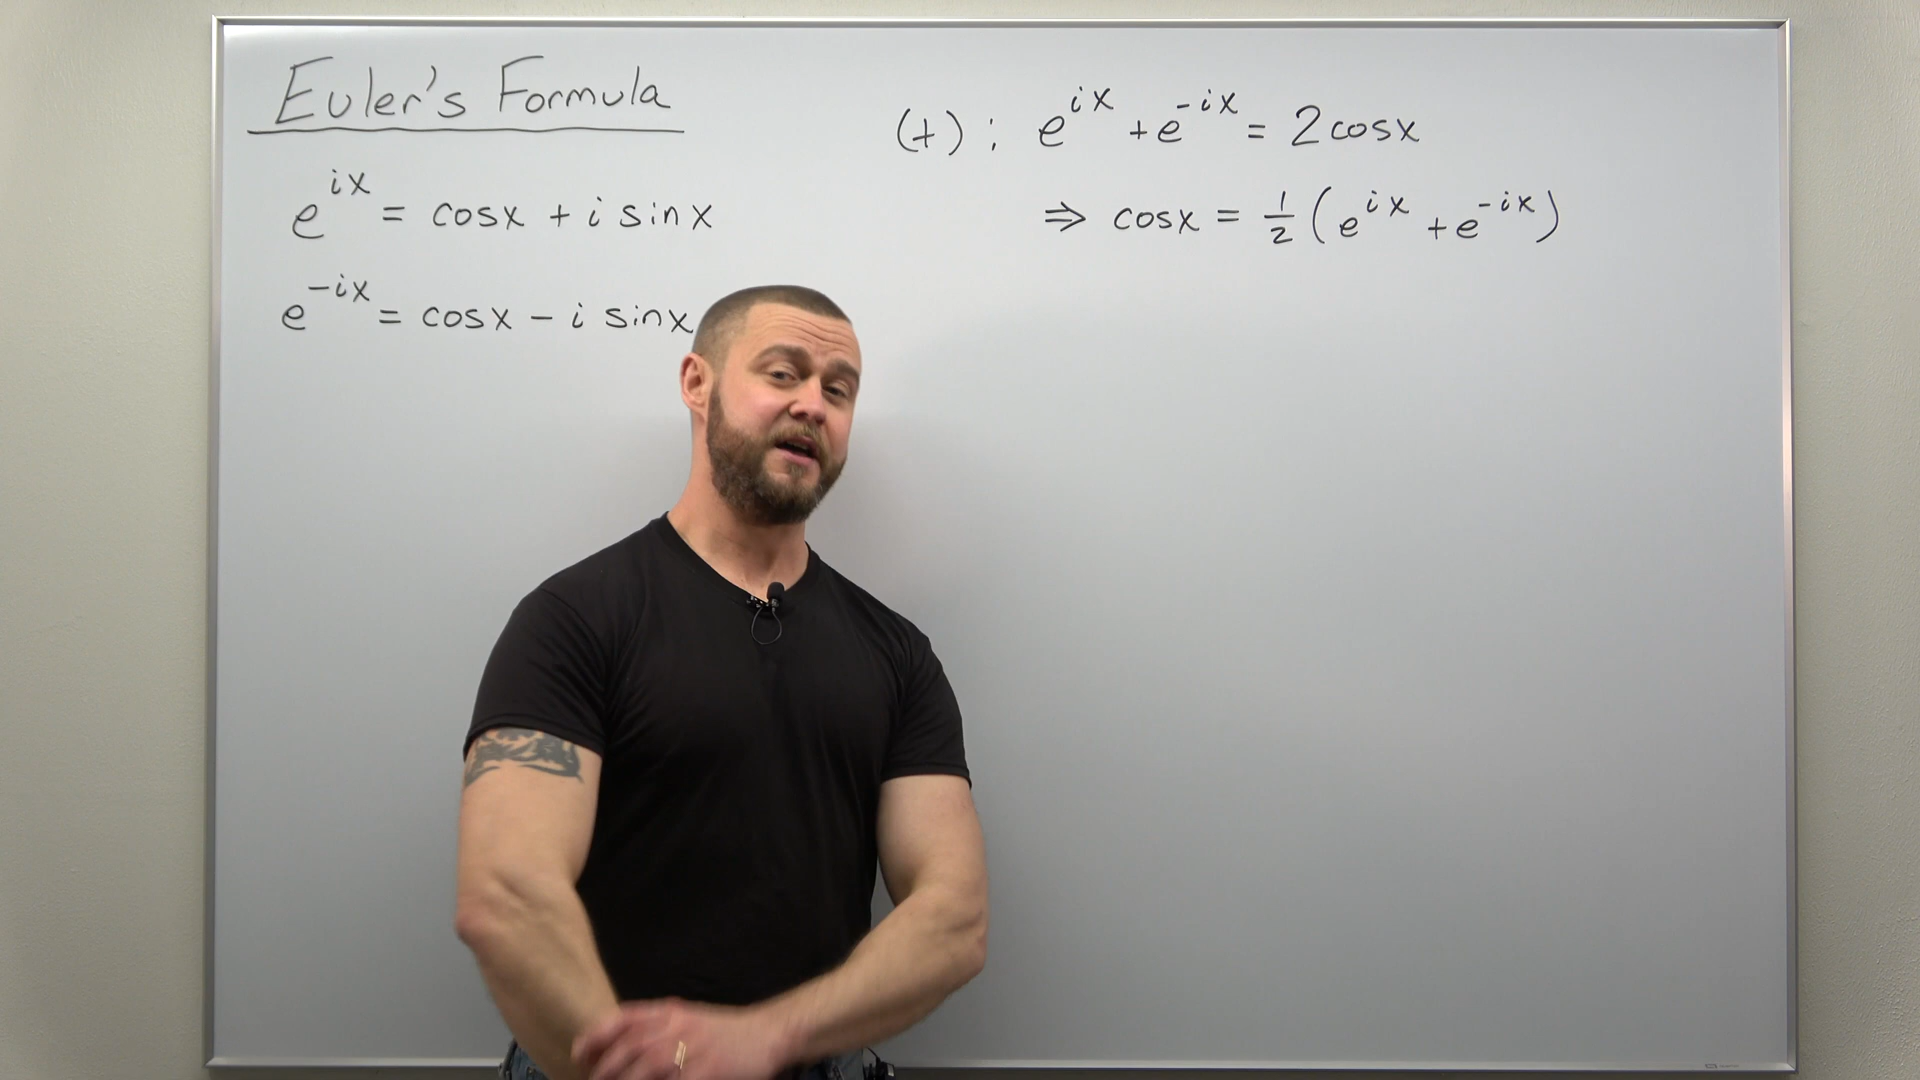 Euler's Formula
e^{ix} = cosx + i sinx
e^{-ix} = cosx - i sinx
(+) : e^{ix} + e^{-ix} = 2cosx
⇒ cosx = 1/2 (e^{ix} + e^{-ix})